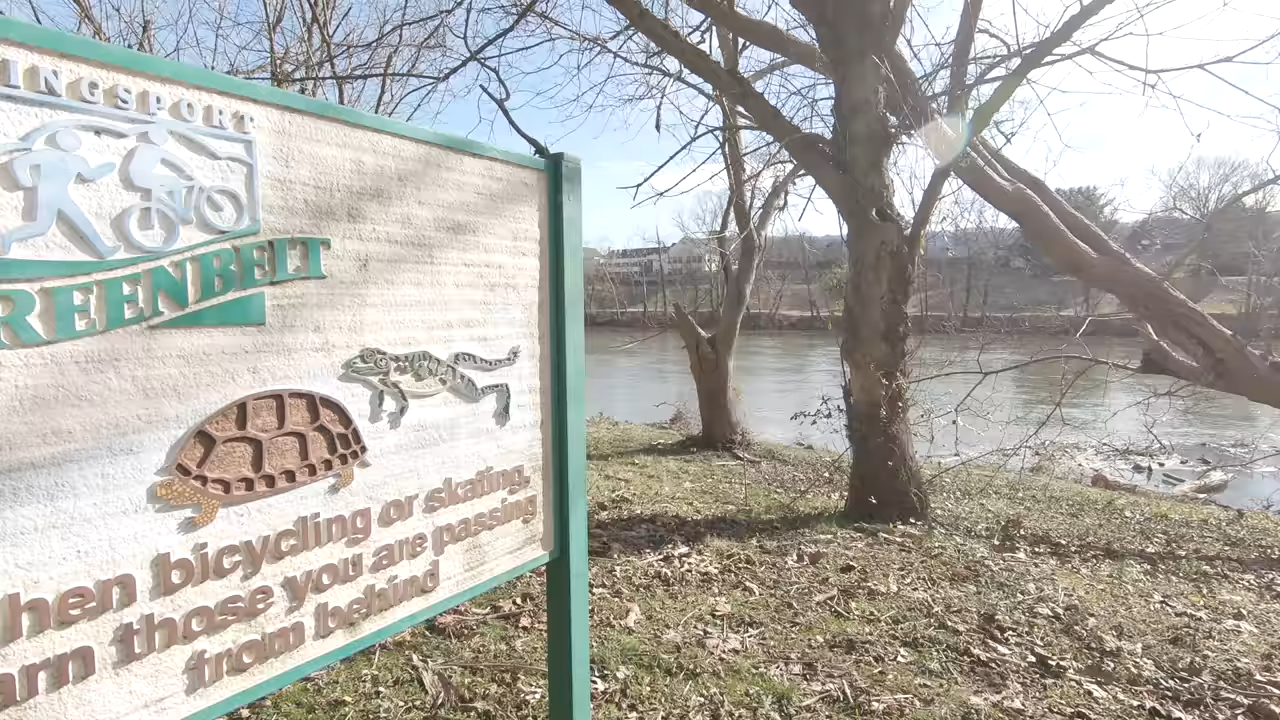 INGSPORT
REENBELT
hen bicycling or skating,
arn those you are passing
from behind